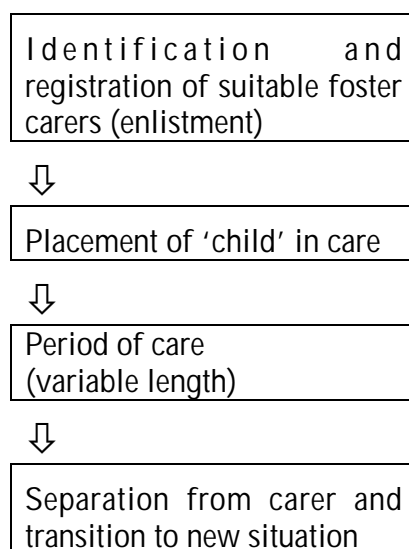 Identification and
registration of suitable foster
carers (enlistment)
⇩
Placement of ‘child’ in care
⇩
Period of care
(variable length)
⇩
Separation from carer and
transition to new situation